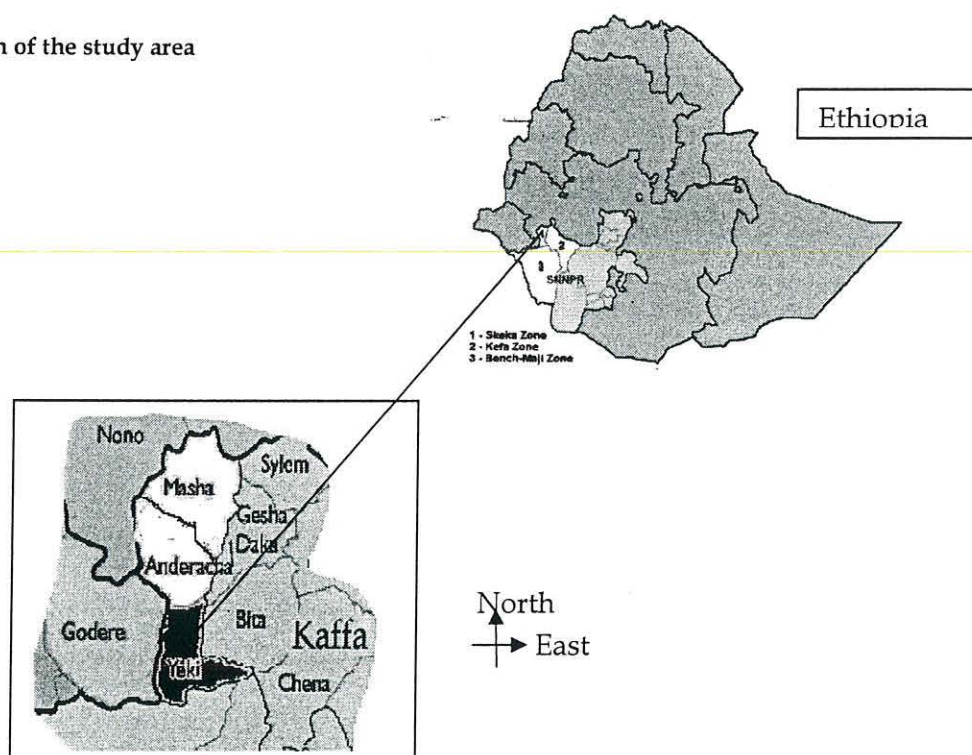 n of the study area
Ethiopia
1
2
3
SNNPR
1 - Sheka Zone
2 - Kefa Zone
3 - Bench-Maji Zone
Nono
Sylem
Masha
Gesha
Daka
Anderacha
Bita
Godere
Kaffa
Yeki
Chena
North
East